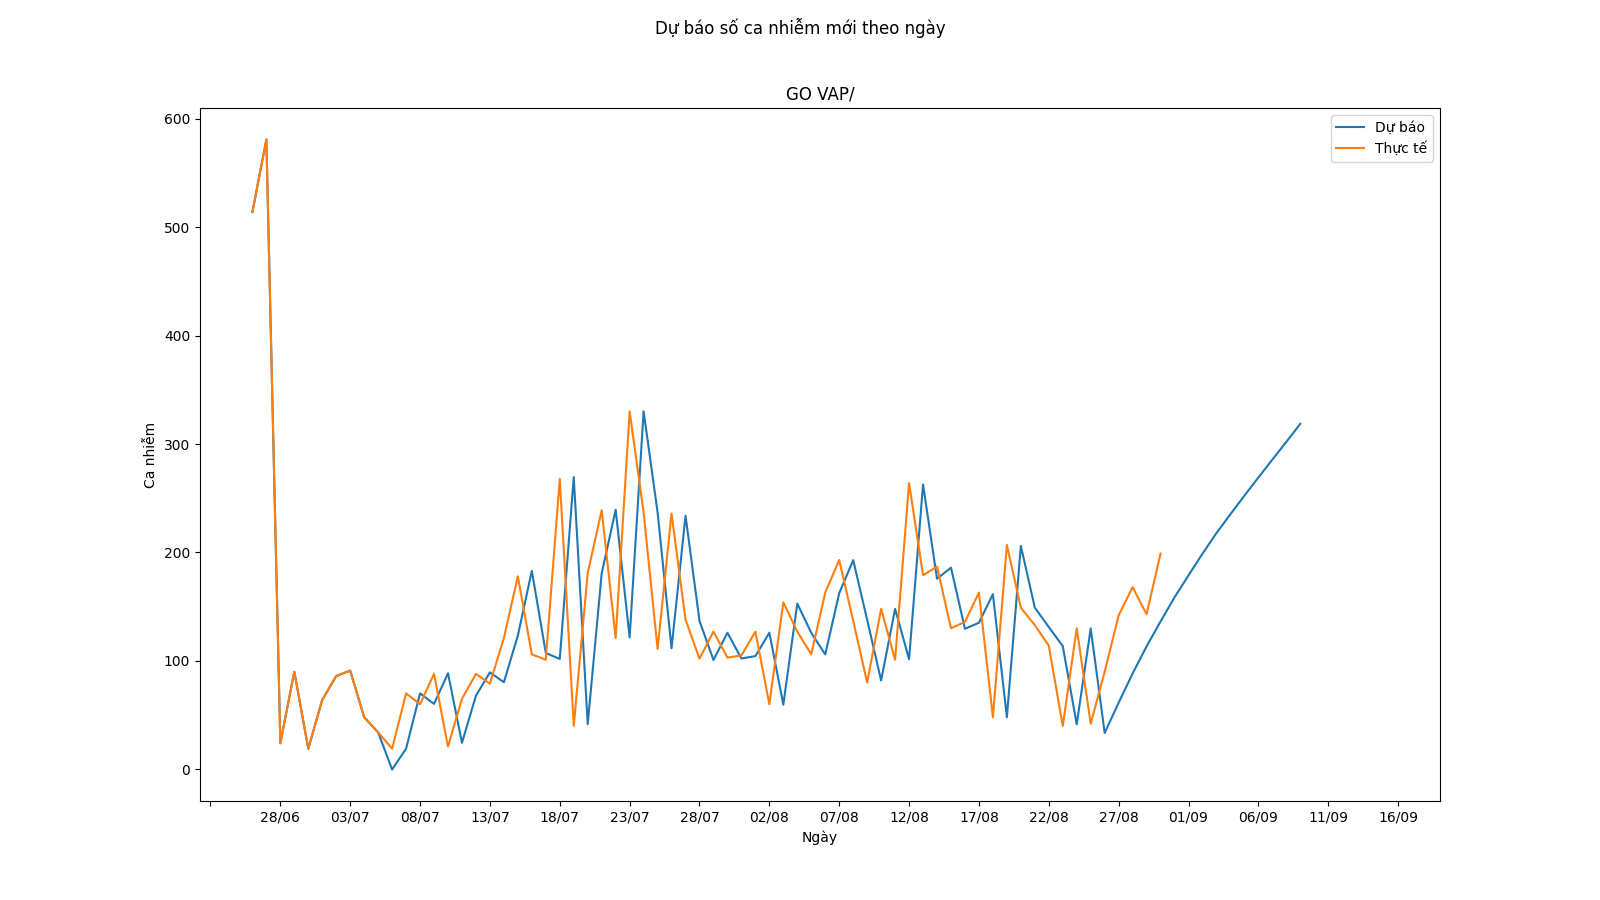 Dự báo số ca nhiễm mới theo ngày
GO VAP/
Dự báo
Thực tế
600
500
400
300
200
100
0
Ca nhiễm
28/06 03/07 08/07 13/07 18/07 23/07 28/07 02/08 07/08 12/08 17/08 22/08 27/08 01/09 06/09 11/09 16/09
Ngày